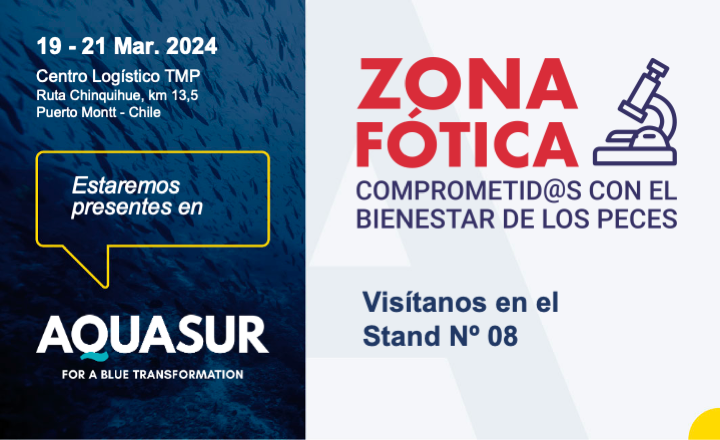 19 - 21 Mar. 2024
Centro Logístico TMP
Ruta Chinquihue, km 13,5
Puerto Montt - Chile
Estaremos
presentes en
AQUASUR
FOR A BLUE TRANSFORMATION
ZONA
FÓTICA
COMPROMETID@S CON EL
BIENESTAR DE LOS PECES
Visítanos en el
Stand Nº 08